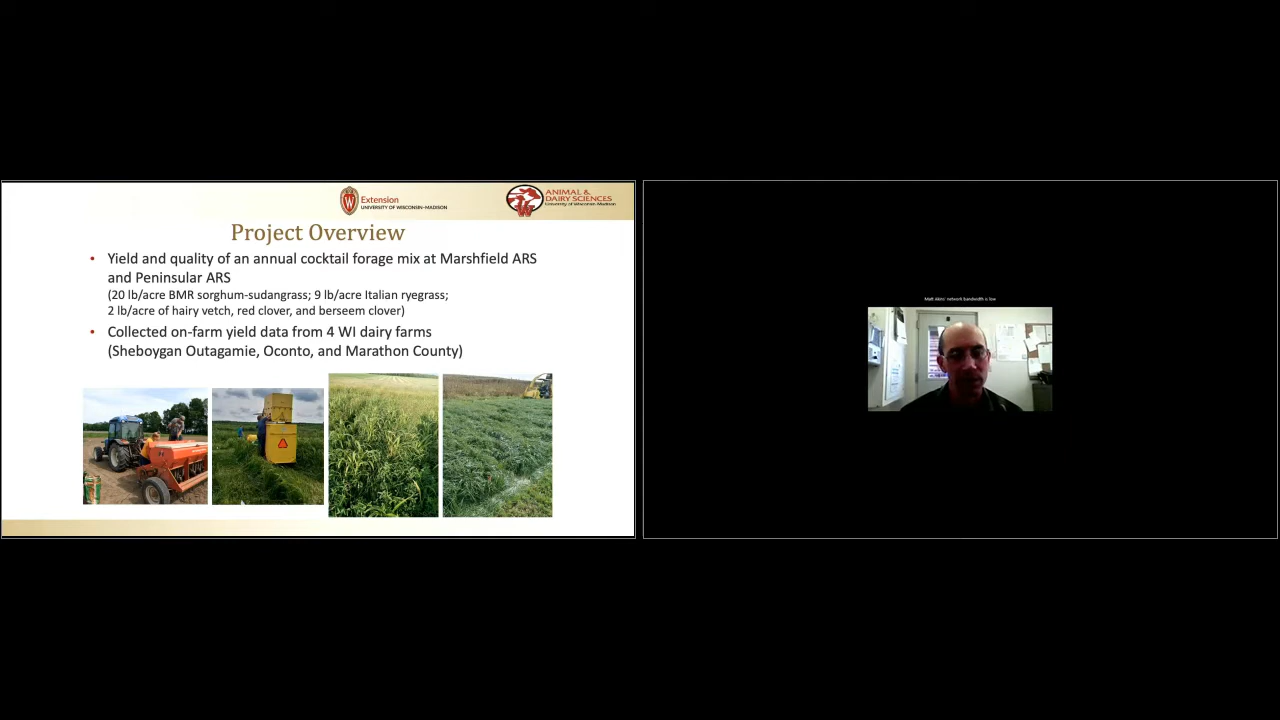 Extension
UNIVERSITY OF WISCONSIN–MADISON
ANIMAL &
DAIRY SCIENCES
University of Wisconsin-Madison
Project Overview
• Yield and quality of an annual cocktail forage mix at Marshfield ARS
and Peninsular ARS
(20 lb/acre BMR sorghum-sudangrass; 9 lb/acre Italian ryegrass;
2 lb/acre of hairy vetch, red clover, and berseem clover)
• Collected on-farm yield data from 4 WI dairy farms
(Sheboygan Outagamie, Oconto, and Marathon County)
Matt Akins: network bandwidth is low